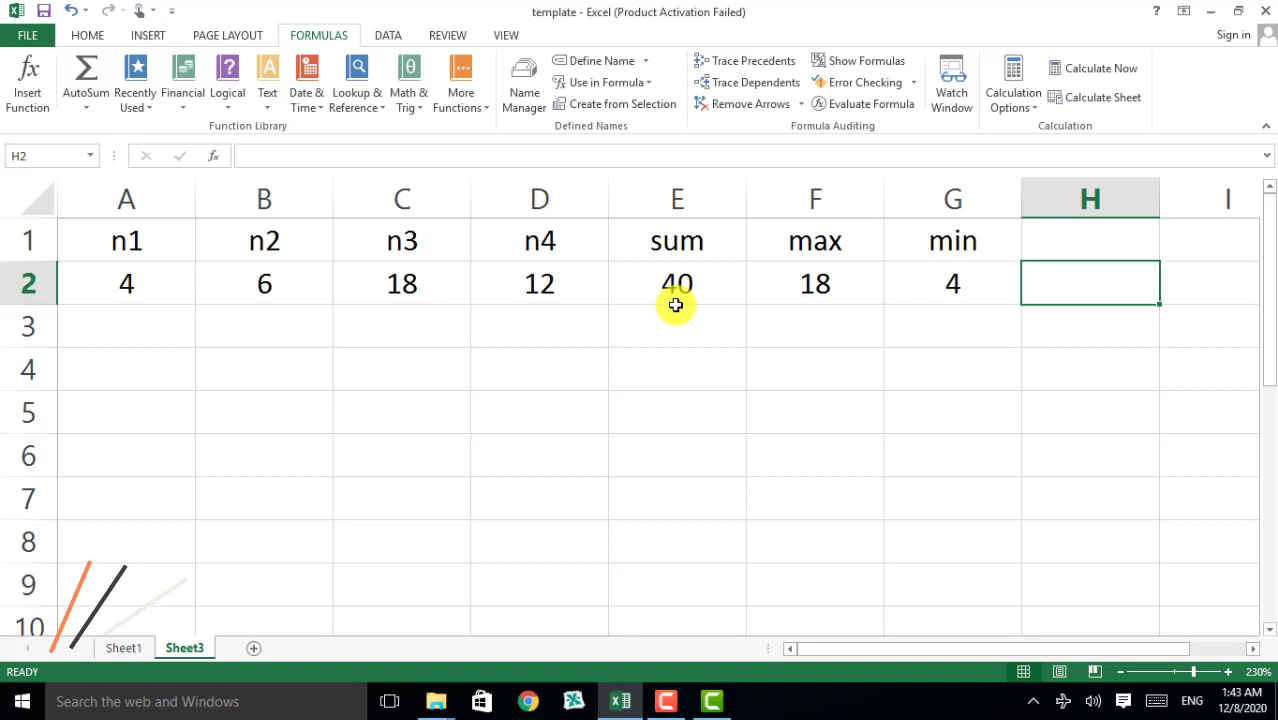 template - Excel (Product Activation Failed)
?
FILE HOME INSERT PAGE LAYOUT FORMULAS DATA REVIEW VIEW Sign in
Insert Function
AutoSum
Recently Used
Financial
Logical
Text
Date & Time
Lookup & Reference
Math & Trig
More Functions
Function Library
Name Manager
Define Name
Use in Formula
Create from Selection
Defined Names
Trace Precedents
Trace Dependents
Remove Arrows
Show Formulas
Error Checking
Evaluate Formula
Formula Auditing
Watch Window
Calculation Options
Calculate Now
Calculate Sheet
Calculation
H2 fx
A B C D E F G H I
1 n1 n2 n3 n4 sum max min
2 4 6 18 12 40 18 4
3
4
5
6
7
8
9
10
Sheet1 Sheet3
READY 230%
Search the web and Windows
ENG
1:43 AM
12/8/2020